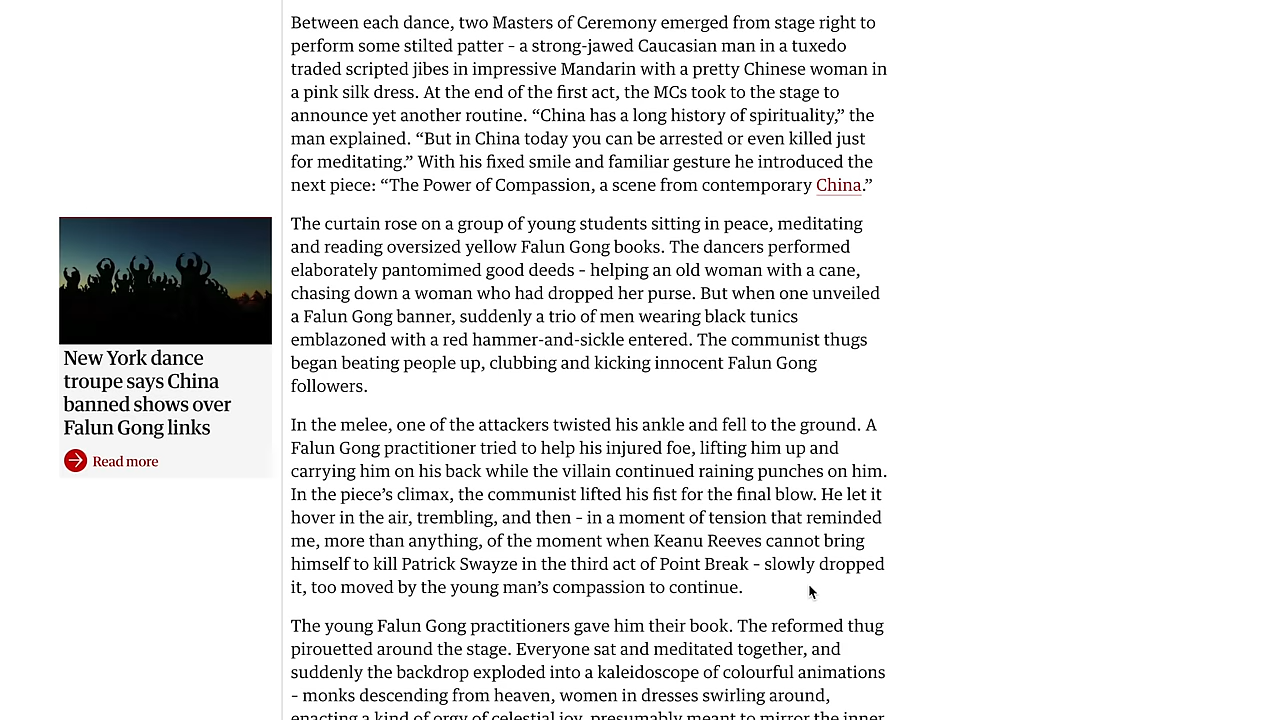 Between each dance, two Masters of Ceremony emerged from stage right to
perform some stilted patter – a strong-jawed Caucasian man in a tuxedo
traded scripted jibes in impressive Mandarin with a pretty Chinese woman in
a pink silk dress. At the end of the first act, the MCs took to the stage to
announce yet another routine. “China has a long history of spirituality,” the
man explained. “But in China today you can be arrested or even killed just
for meditating.” With his fixed smile and familiar gesture he introduced the
next piece: “The Power of Compassion, a scene from contemporary China.”
The curtain rose on a group of young students sitting in peace, meditating
and reading oversized yellow Falun Gong books. The dancers performed
elaborately pantomimed good deeds – helping an old woman with a cane,
chasing down a woman who had dropped her purse. But when one unveiled
a Falun Gong banner, suddenly a trio of men wearing black tunics
emblazoned with a red hammer-and-sickle entered. The communist thugs
began beating people up, clubbing and kicking innocent Falun Gong
followers.
New York dance
troupe says China
banned shows over
Falun Gong links
Read more
In the melee, one of the attackers twisted his ankle and fell to the ground. A
Falun Gong practitioner tried to help his injured foe, lifting him up and
carrying him on his back while the villain continued raining punches on him.
In the piece’s climax, the communist lifted his fist for the final blow. He let it
hover in the air, trembling, and then – in a moment of tension that reminded
me, more than anything, of the moment when Keanu Reeves cannot bring
himself to kill Patrick Swayze in the third act of Point Break – slowly dropped
it, too moved by the young man’s compassion to continue.
The young Falun Gong practitioners gave him their book. The reformed thug
pirouetted around the stage. Everyone sat and meditated together, and
suddenly the backdrop exploded into a kaleidoscope of colourful animations
– monks descending from heaven, women in dresses swirling around,
enacting a kind of orgy of celestial joy, presumably meant to mirror the inner